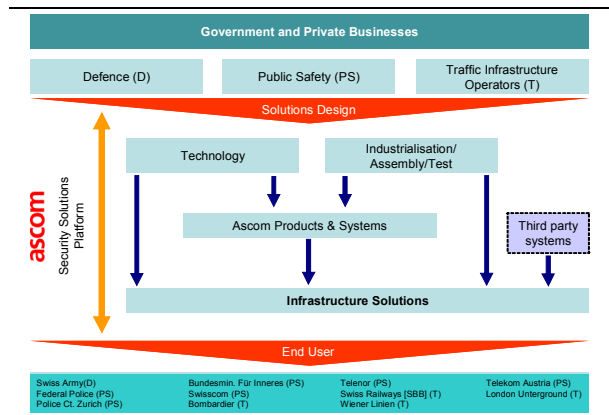 Government and Private Businesses
Defence (D)
Public Safety (PS)
Traffic Infrastructure
Operators (T)
Solutions Design
Technology
Industrialisation/
Assembly/Test
ascom
Security Solutions
Platform
Ascom Products & Systems
Third party
systems
Infrastructure Solutions
End User
Swiss Army(D)
Federal Police (PS)
Police Ct. Zurich (PS)
Bundesmin. Für Inneres (PS)
Swisscom (PS)
Bombardier (T)
Telenor (PS)
Swiss Railways [SBB] (T)
Wiener Linien (T)
Telekom Austria (PS)
London Unterground (T)